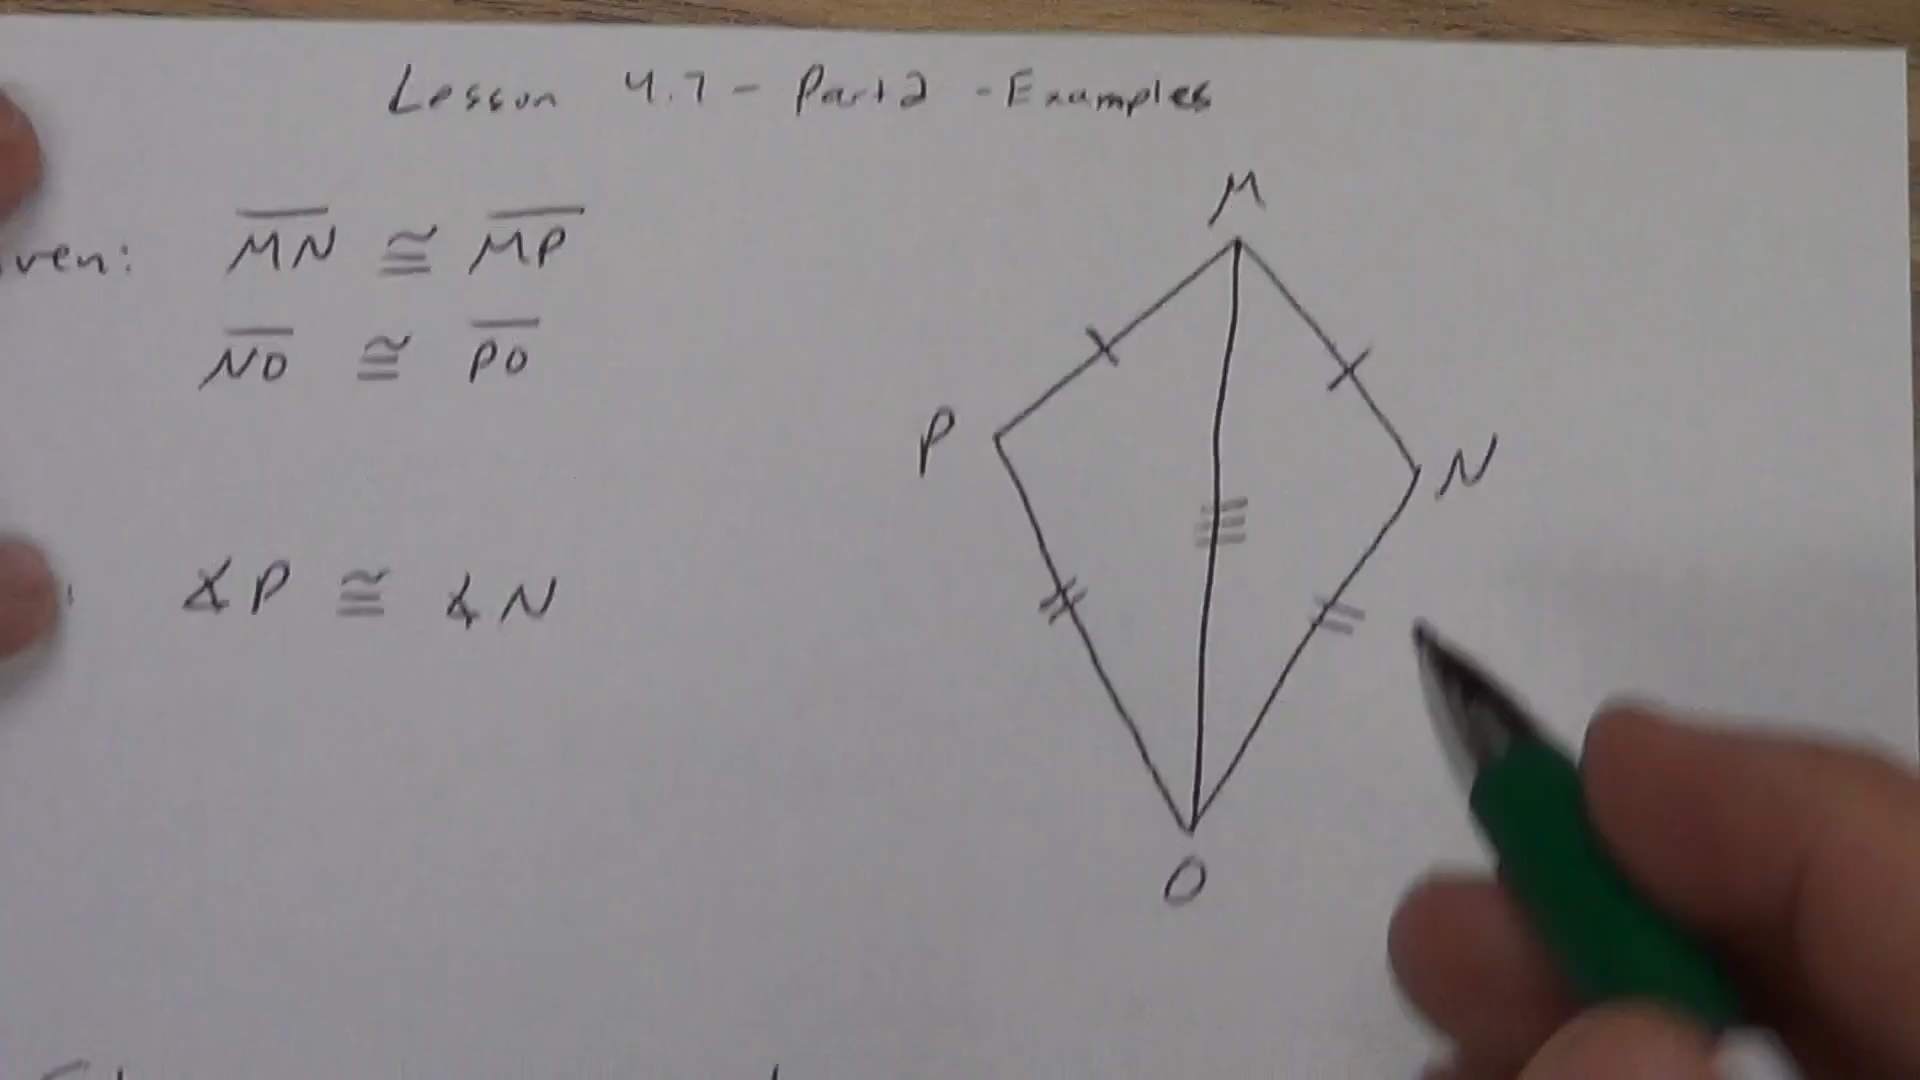 Lesson 4.7 - Part 2 - Examples
ven: MN ≅ MP
NO ≅ PO
: ∡P ≅ ∡N
M
P
N
O